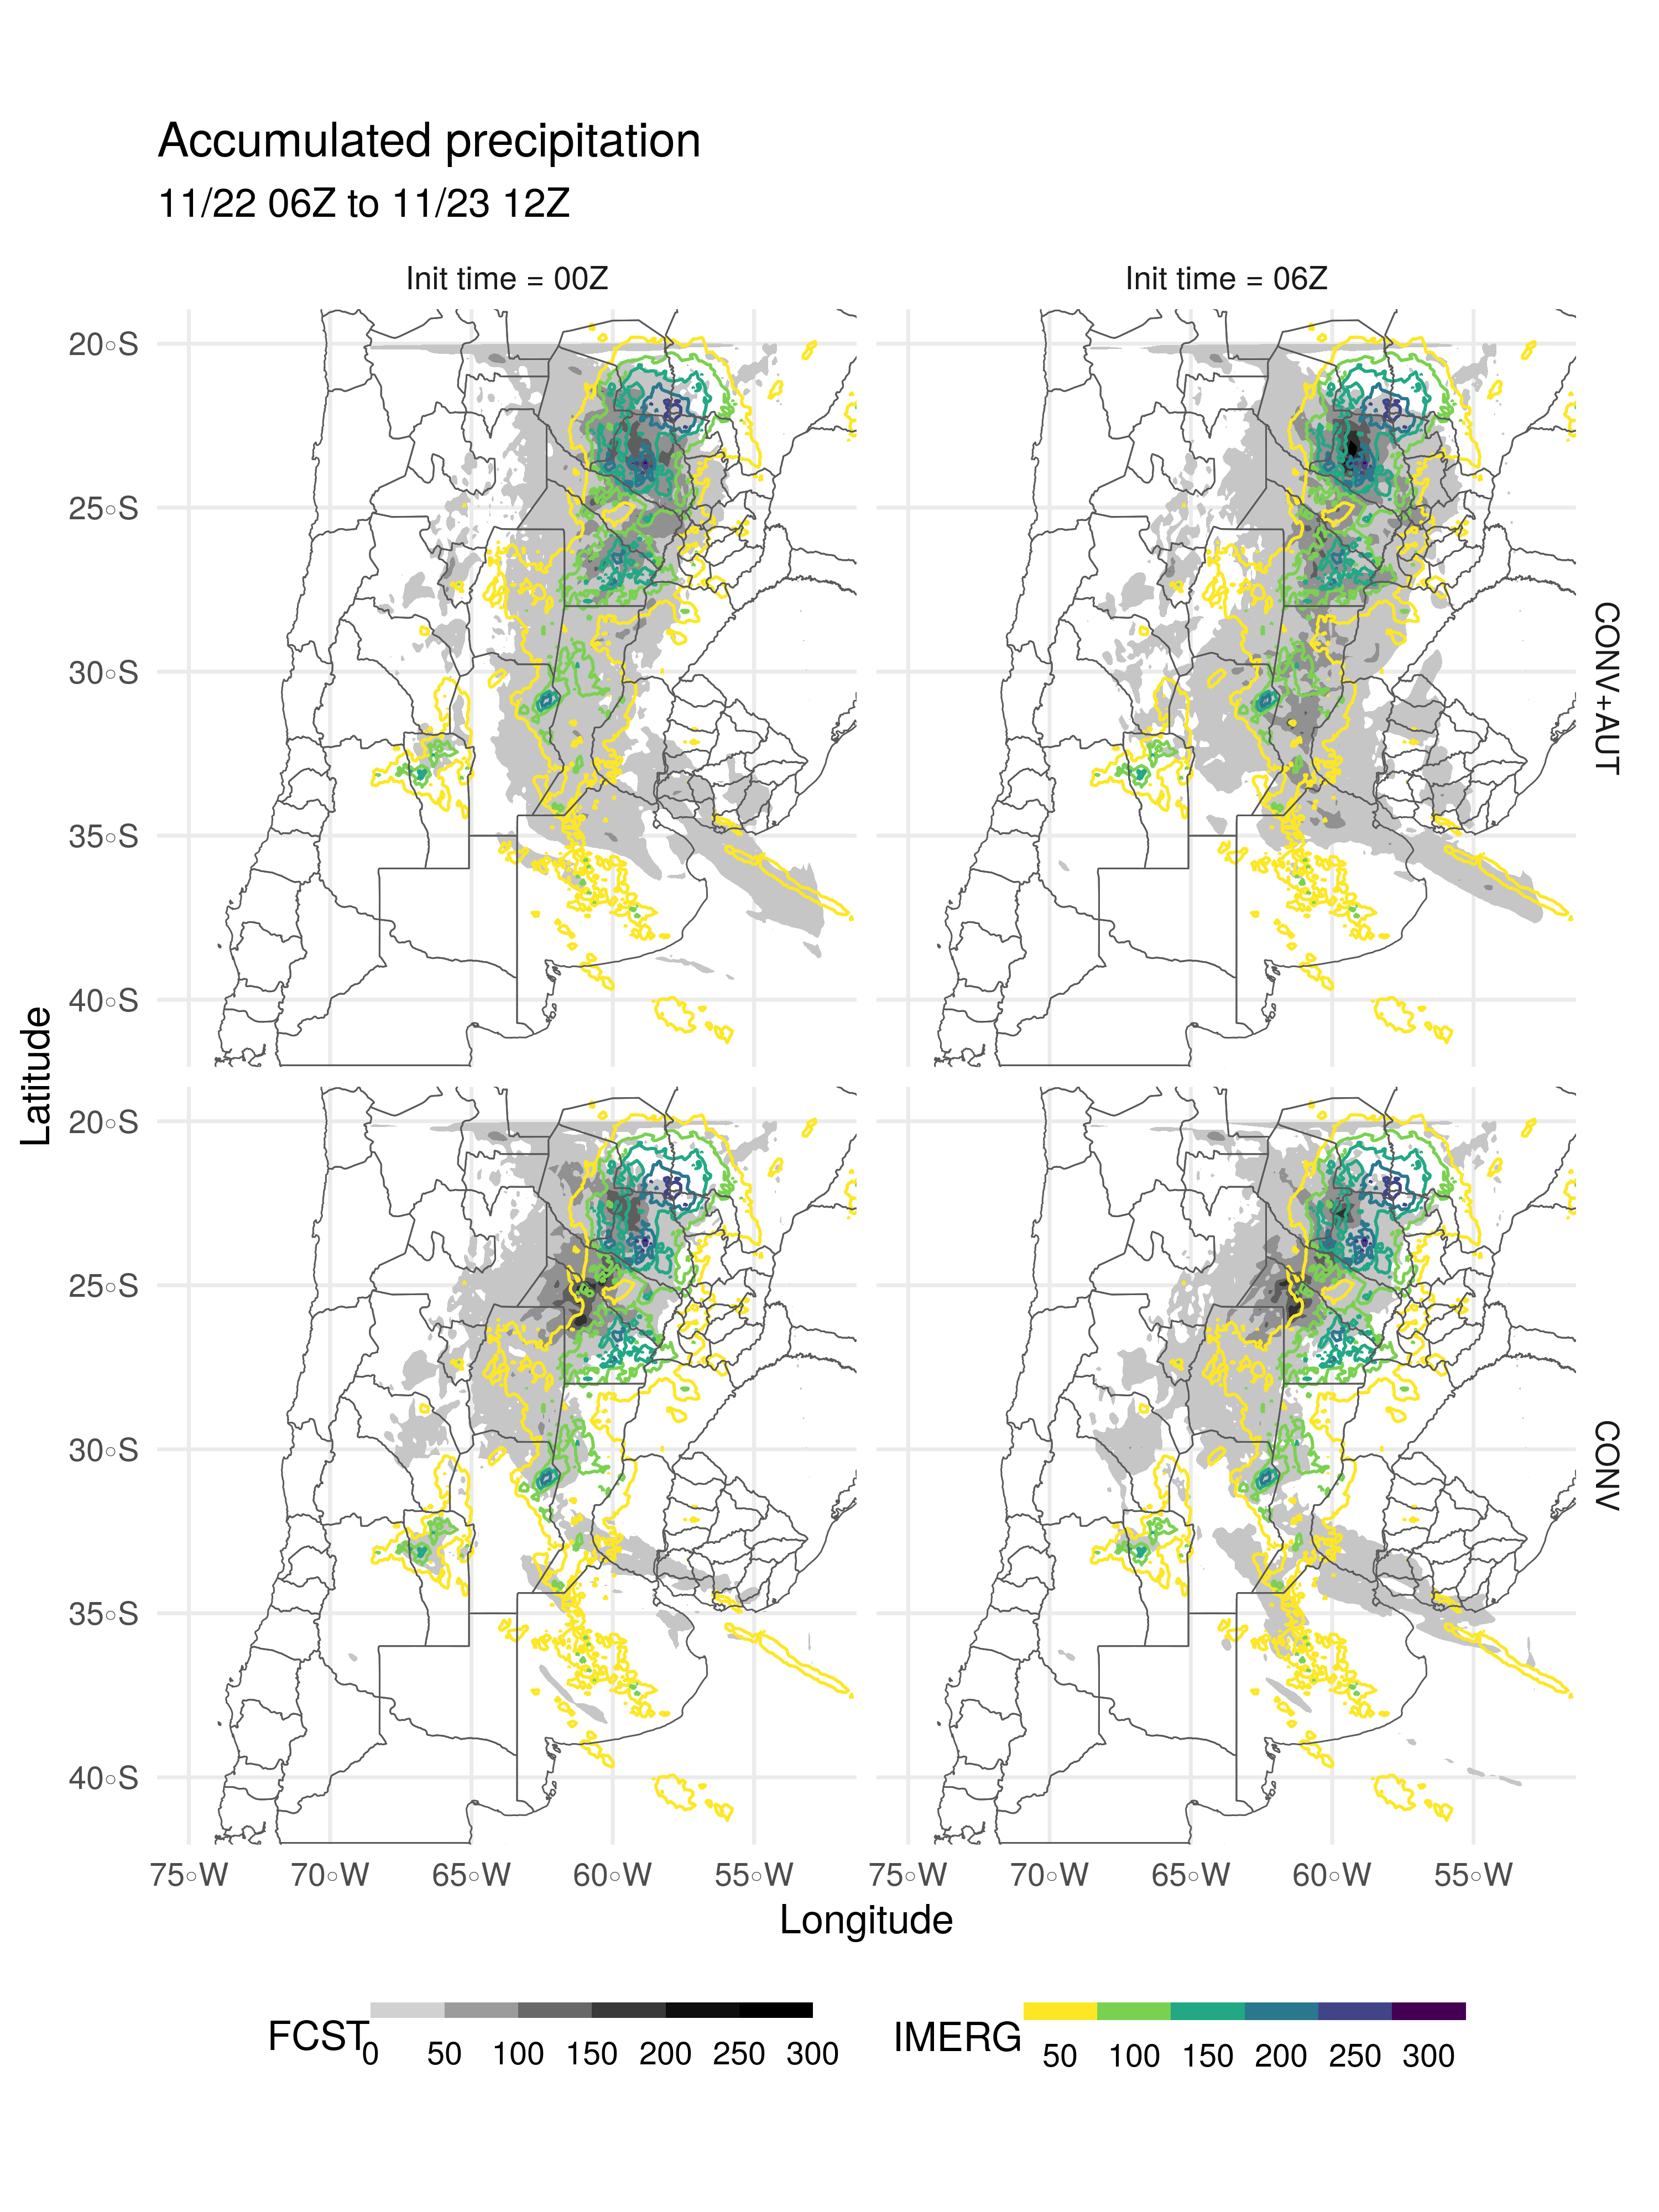 Accumulated precipitation
11/22 06Z to 11/23 12Z
Init time = 00Z
Init time = 06Z
20◦S
25◦S
30◦S
35◦S
40◦S
CONV+AUT
Latitude
20◦S
25◦S
30◦S
35◦S
40◦S
CONV
75◦W 70◦W 65◦W 60◦W 55◦W
75◦W 70◦W 65◦W 60◦W 55◦W
Longitude
FCST
0 50 100 150 200 250 300
IMERG
50 100 150 200 250 300